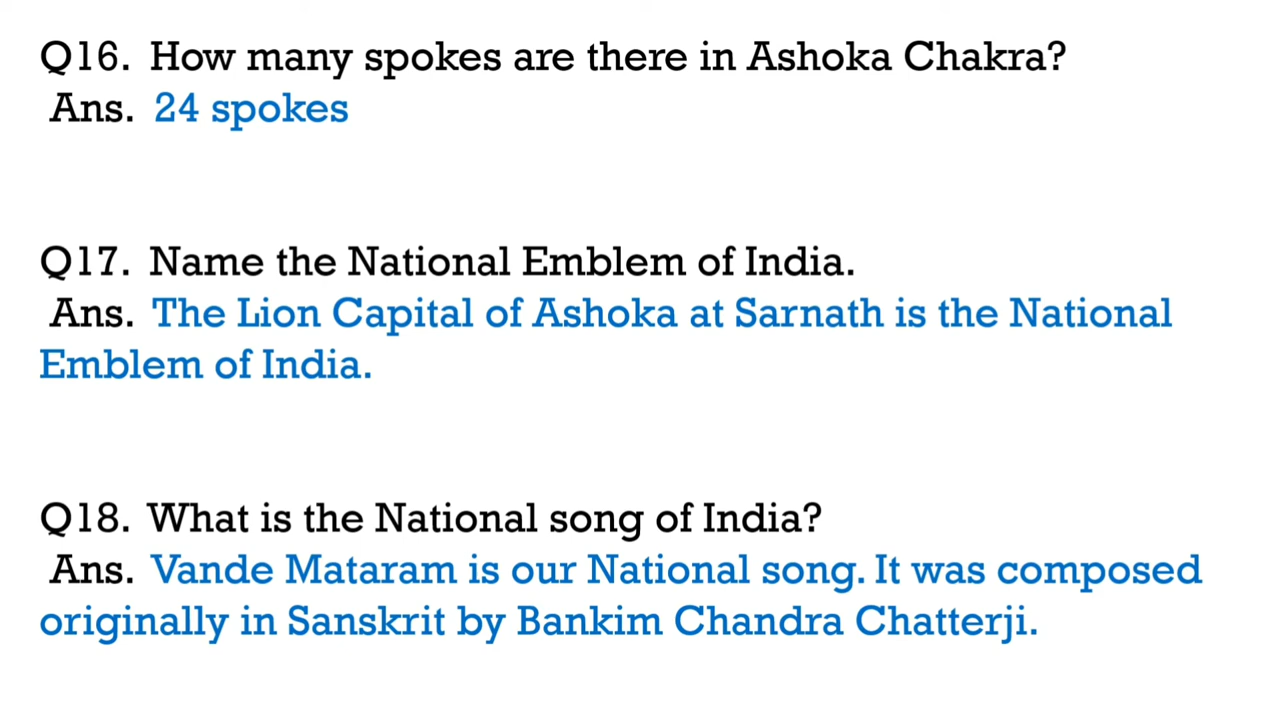 Q16. How many spokes are there in Ashoka Chakra?
Ans. 24 spokes
Q17. Name the National Emblem of India.
Ans. The Lion Capital of Ashoka at Sarnath is the National
Emblem of India.
Q18. What is the National song of India?
Ans. Vande Mataram is our National song. It was composed
originally in Sanskrit by Bankim Chandra Chatterji.